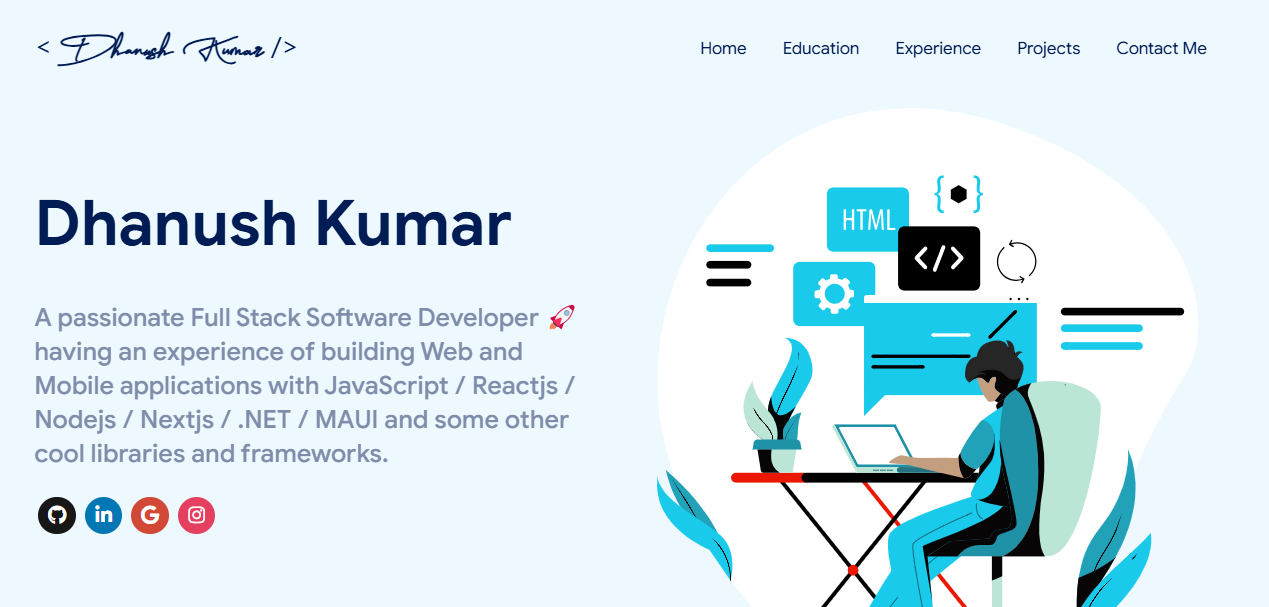 < Dhanush Kumar />
Home Education Experience Projects Contact Me
Dhanush Kumar
A passionate Full Stack Software Developer 🚀
having an experience of building Web and
Mobile applications with JavaScript / Reactjs /
Nodejs / Nextjs / .NET / MAUI and some other
cool libraries and frameworks.
in G
{ }
HTML
</>